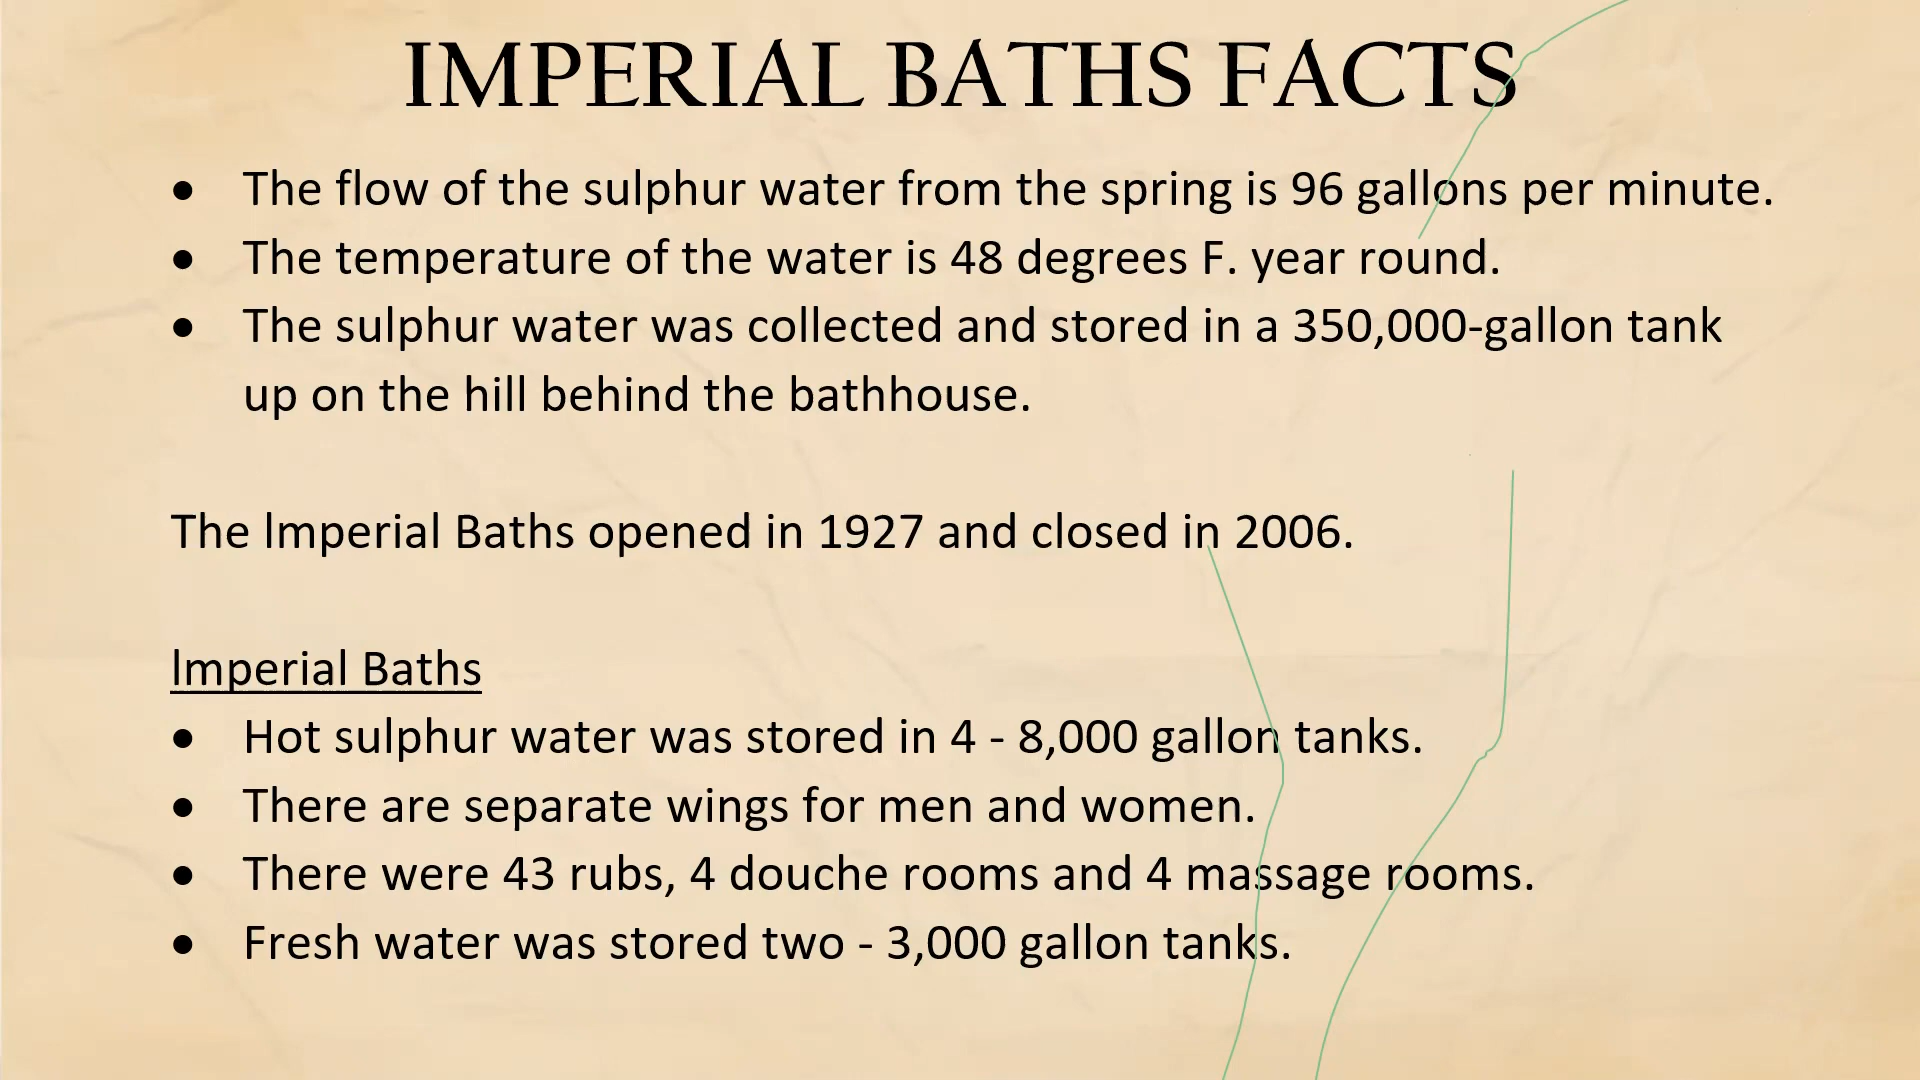 IMPERIAL BATHS FACTS
• The flow of the sulphur water from the spring is 96 gallons per minute.
• The temperature of the water is 48 degrees F. year round.
• The sulphur water was collected and stored in a 350,000-gallon tank
up on the hill behind the bathhouse.
The Imperial Baths opened in 1927 and closed in 2006.
Imperial Baths
• Hot sulphur water was stored in 4 - 8,000 gallon tanks.
• There are separate wings for men and women.
• There were 43 rubs, 4 douche rooms and 4 massage rooms.
• Fresh water was stored two - 3,000 gallon tanks.